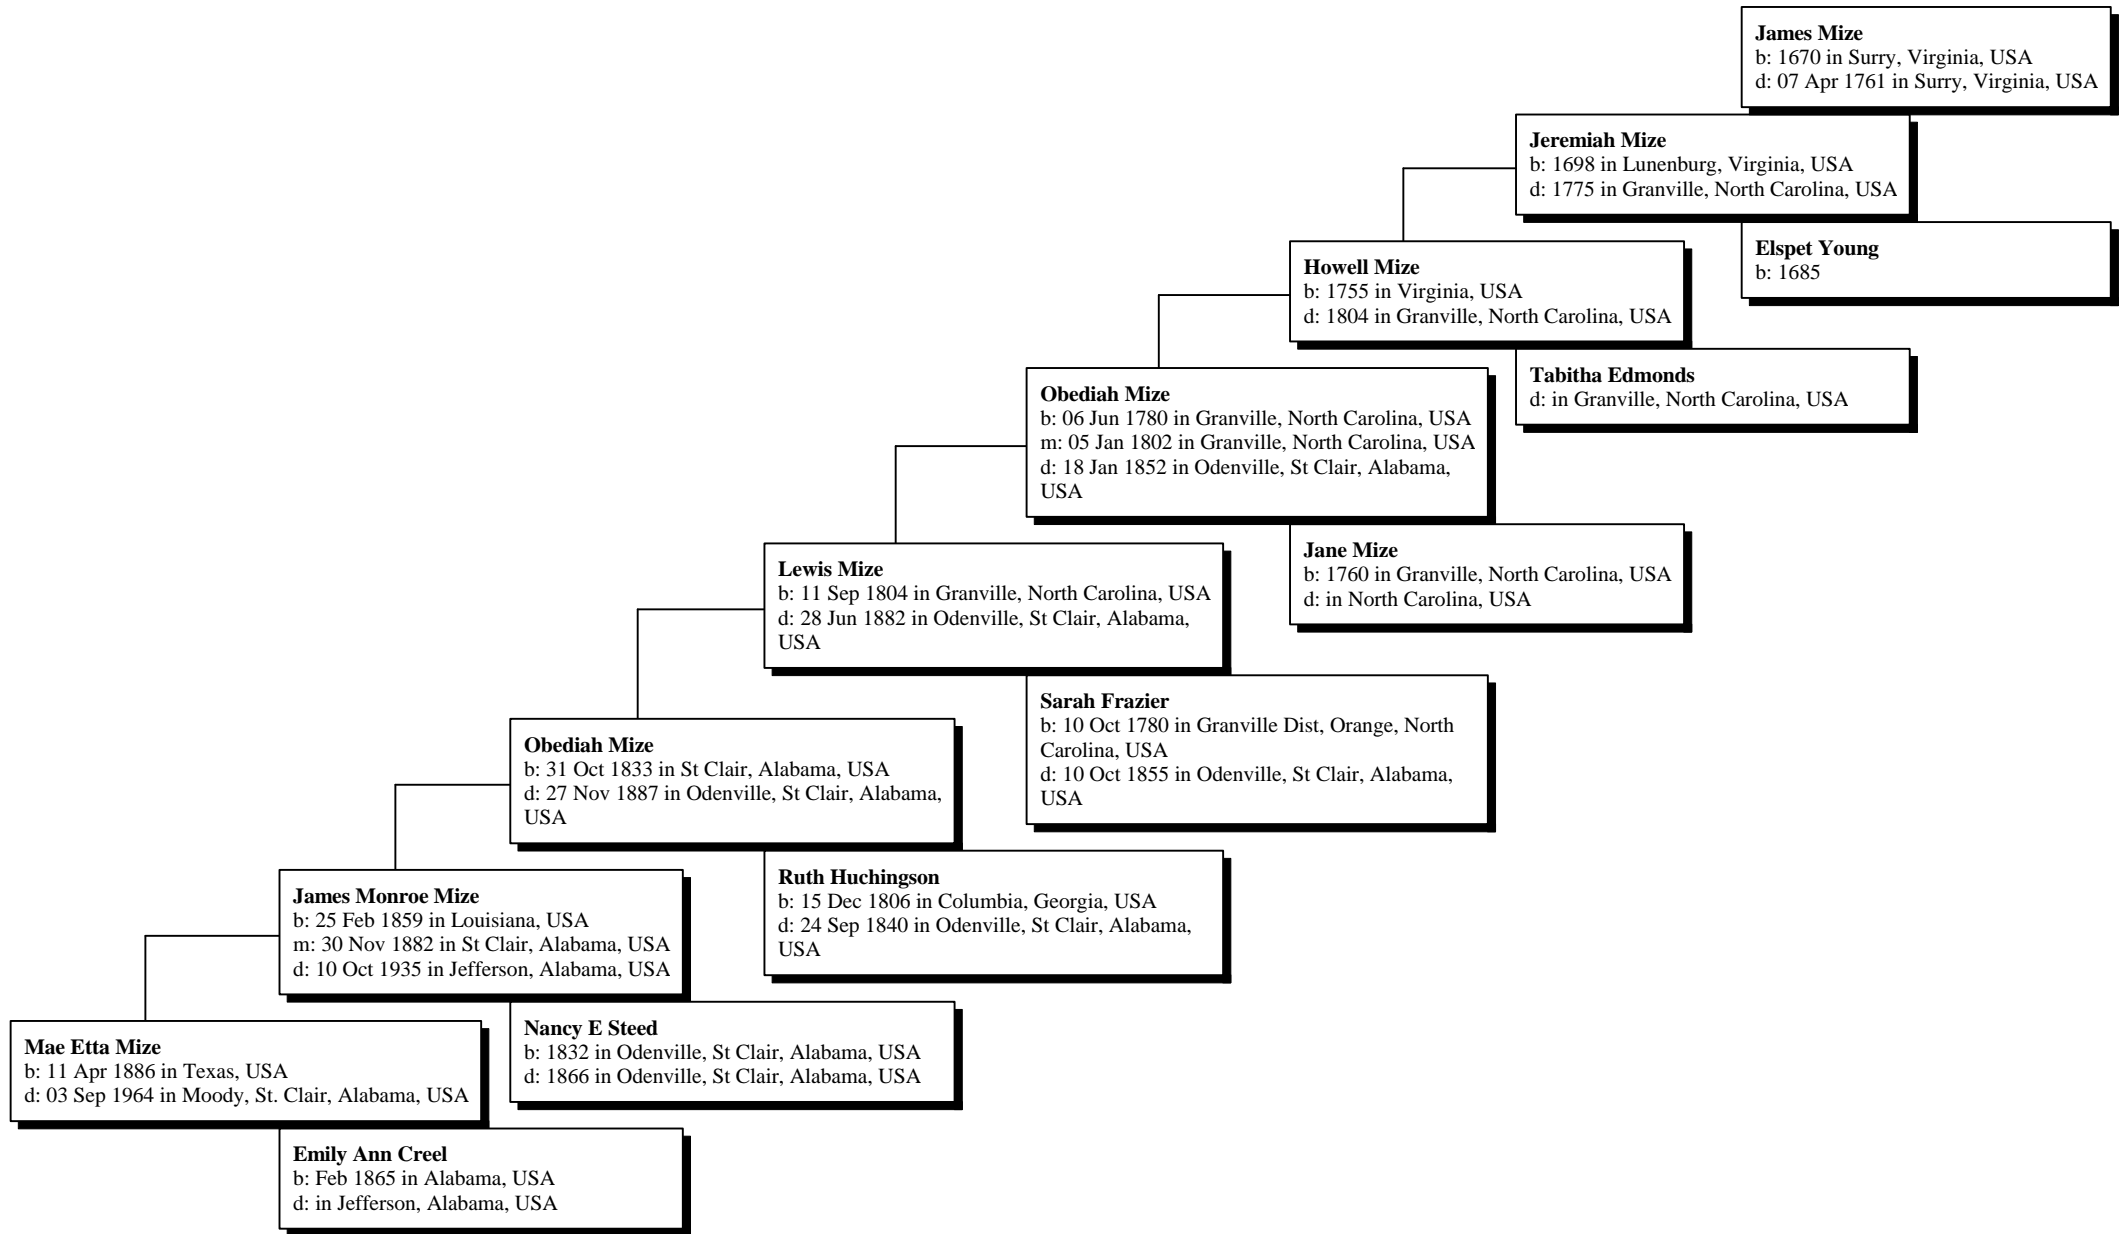 James Mize
b: 1670 in Surry, Virginia, USA
d: 07 Apr 1761 in Surry, Virginia, USA
Jeremiah Mize
b: 1698 in Lunenburg, Virginia, USA
d: 1775 in Granville, North Carolina, USA
Elspet Young
b: 1685
Howell Mize
b: 1755 in Virginia, USA
d: 1804 in Granville, North Carolina, USA
Tabitha Edmonds
d: in Granville, North Carolina, USA
Obediah Mize
b: 06 Jun 1780 in Granville, North Carolina, USA
m: 05 Jan 1802 in Granville, North Carolina, USA
d: 18 Jan 1852 in Odenville, St Clair, Alabama,
USA
Jane Mize
b: 1760 in Granville, North Carolina, USA
d: in North Carolina, USA
Lewis Mize
b: 11 Sep 1804 in Granville, North Carolina, USA
d: 28 Jun 1882 in Odenville, St Clair, Alabama,
USA
Sarah Frazier
b: 10 Oct 1780 in Granville Dist, Orange, North
Carolina, USA
d: 10 Oct 1855 in Odenville, St Clair, Alabama,
USA
Obediah Mize
b: 31 Oct 1833 in St Clair, Alabama, USA
d: 27 Nov 1887 in Odenville, St Clair, Alabama,
USA
Ruth Huchingson
b: 15 Dec 1806 in Columbia, Georgia, USA
d: 24 Sep 1840 in Odenville, St Clair, Alabama,
USA
James Monroe Mize
b: 25 Feb 1859 in Louisiana, USA
m: 30 Nov 1882 in St Clair, Alabama, USA
d: 10 Oct 1935 in Jefferson, Alabama, USA
Nancy E Steed
b: 1832 in Odenville, St Clair, Alabama, USA
d: 1866 in Odenville, St Clair, Alabama, USA
Mae Etta Mize
b: 11 Apr 1886 in Texas, USA
d: 03 Sep 1964 in Moody, St. Clair, Alabama, USA
Emily Ann Creel
b: Feb 1865 in Alabama, USA
d: in Jefferson, Alabama, USA